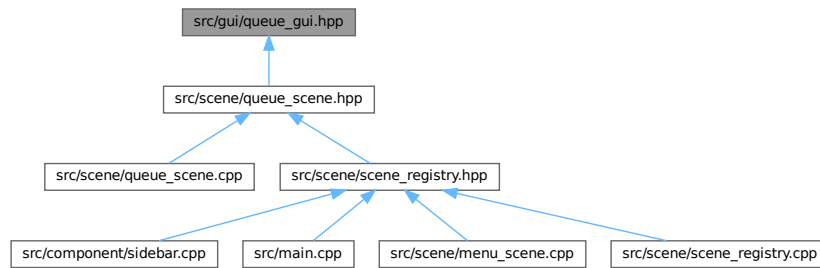 src/gui/queue_gui.hpp
src/scene/queue_scene.hpp
src/scene/queue_scene.cpp
src/scene/scene_registry.hpp
src/component/sidebar.cpp
src/main.cpp
src/scene/menu_scene.cpp
src/scene/scene_registry.cpp